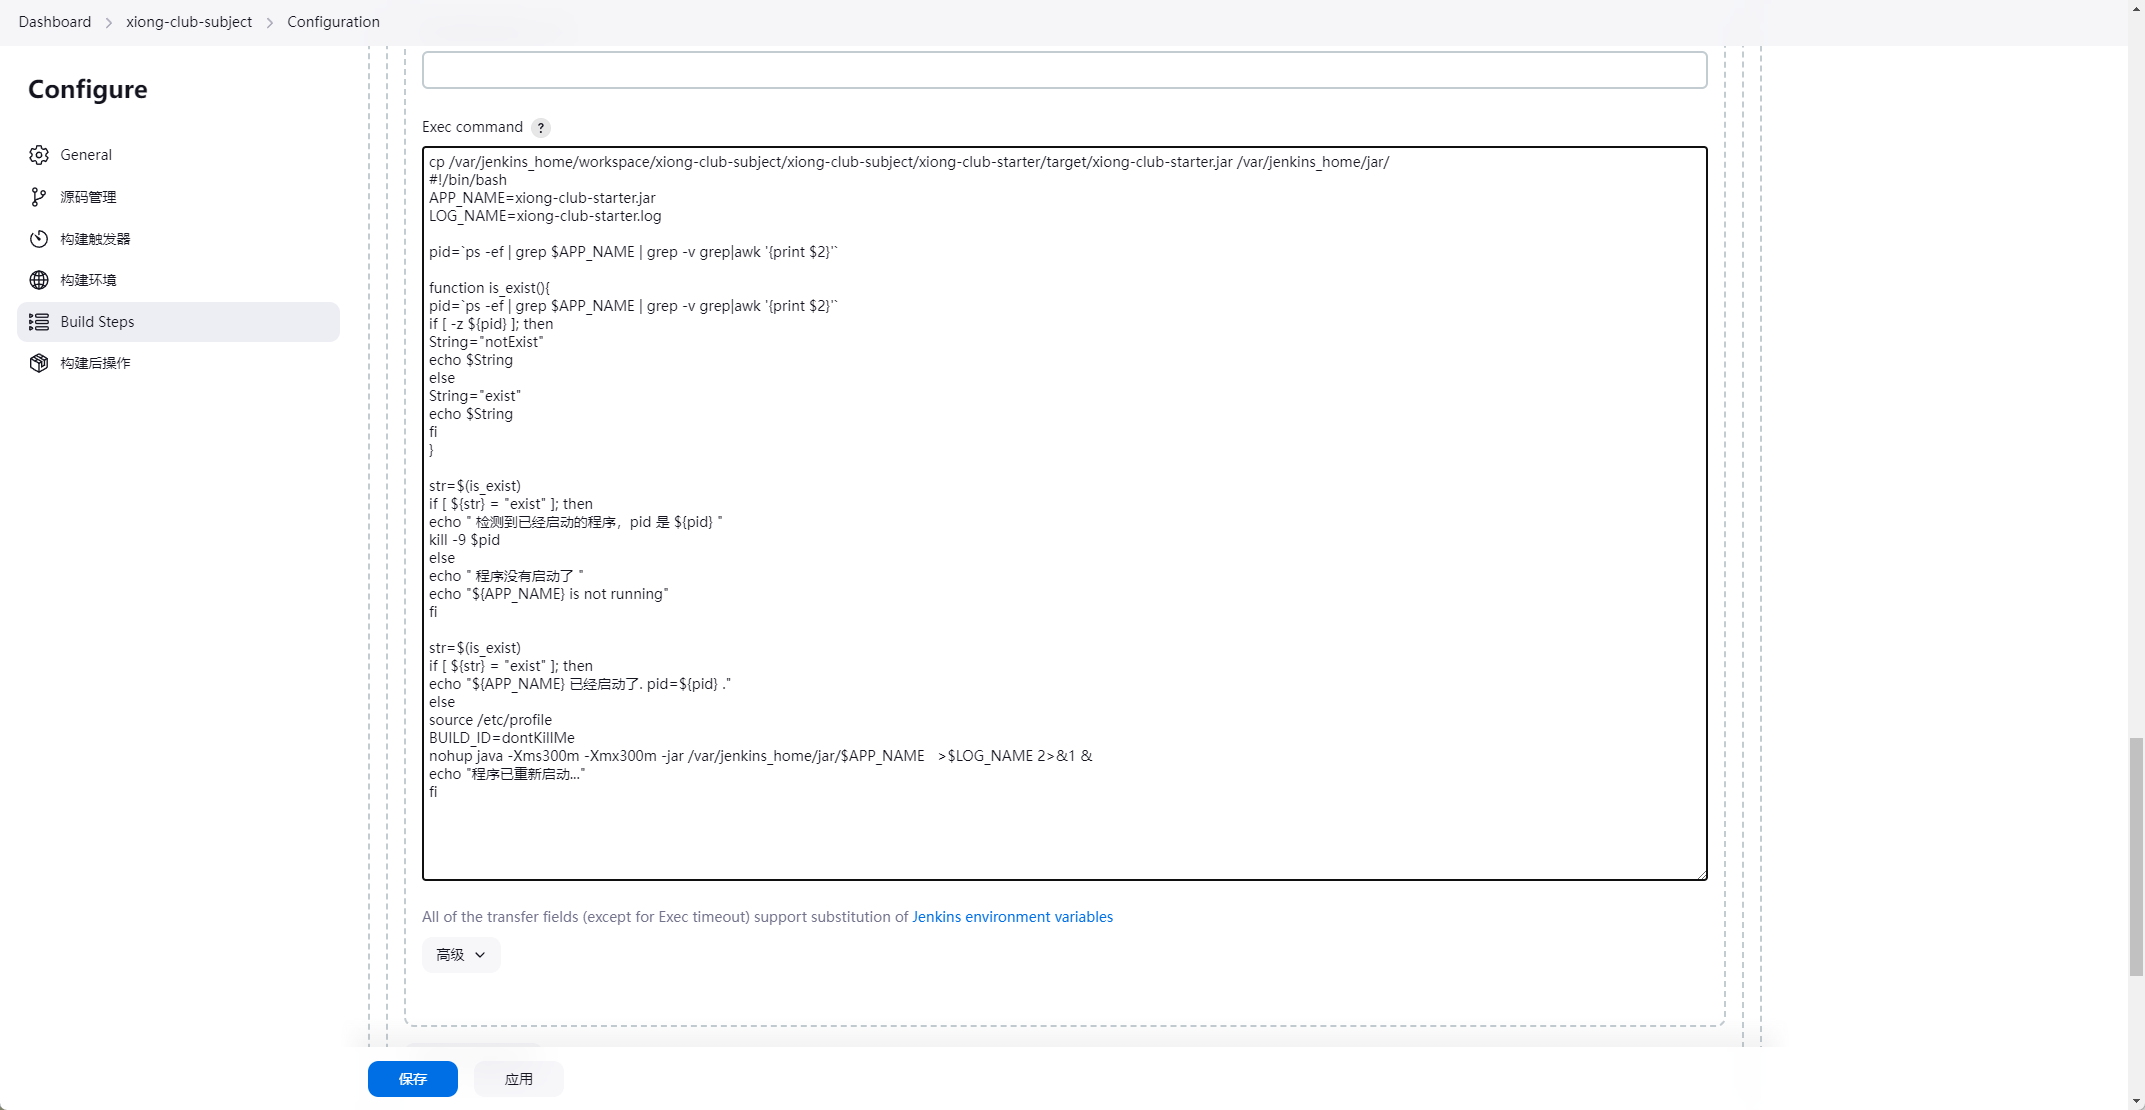 Dashboard > xiong-club-subject > Configuration
Configure
General
源码管理
构建触发器
构建环境
Build Steps
构建后操作
Exec command ?
cp /var/jenkins_home/workspace/xiong-club-subject/xiong-club-subject/xiong-club-starter/target/xiong-club-starter.jar /var/jenkins_home/jar/
#!/bin/bash
APP_NAME=xiong-club-starter.jar
LOG_NAME=xiong-club-starter.log
pid=`ps -ef | grep $APP_NAME | grep -v grep|awk '{print $2}'`
function is_exist(){
pid=`ps -ef | grep $APP_NAME | grep -v grep|awk '{print $2}'`
if [ -z ${pid} ]; then
String="notExist"
echo $String
else
String="exist"
echo $String
fi
}
str=$(is_exist)
if [ ${str} = "exist" ]; then
echo " 检测到已经启动的程序，pid 是 ${pid} "
kill -9 $pid
else
echo " 程序没有启动了 "
echo "${APP_NAME} is not running"
fi
str=$(is_exist)
if [ ${str} = "exist" ]; then
echo "${APP_NAME} 已经启动了. pid=${pid} ."
else
source /etc/profile
BUILD_ID=dontKillMe
nohup java -Xms300m -Xmx300m -jar /var/jenkins_home/jar/$APP_NAME   >$LOG_NAME 2>&1 &
echo "程序已重新启动..."
fi
All of the transfer fields (except for Exec timeout) support substitution of Jenkins environment variables
高级
保存
应用